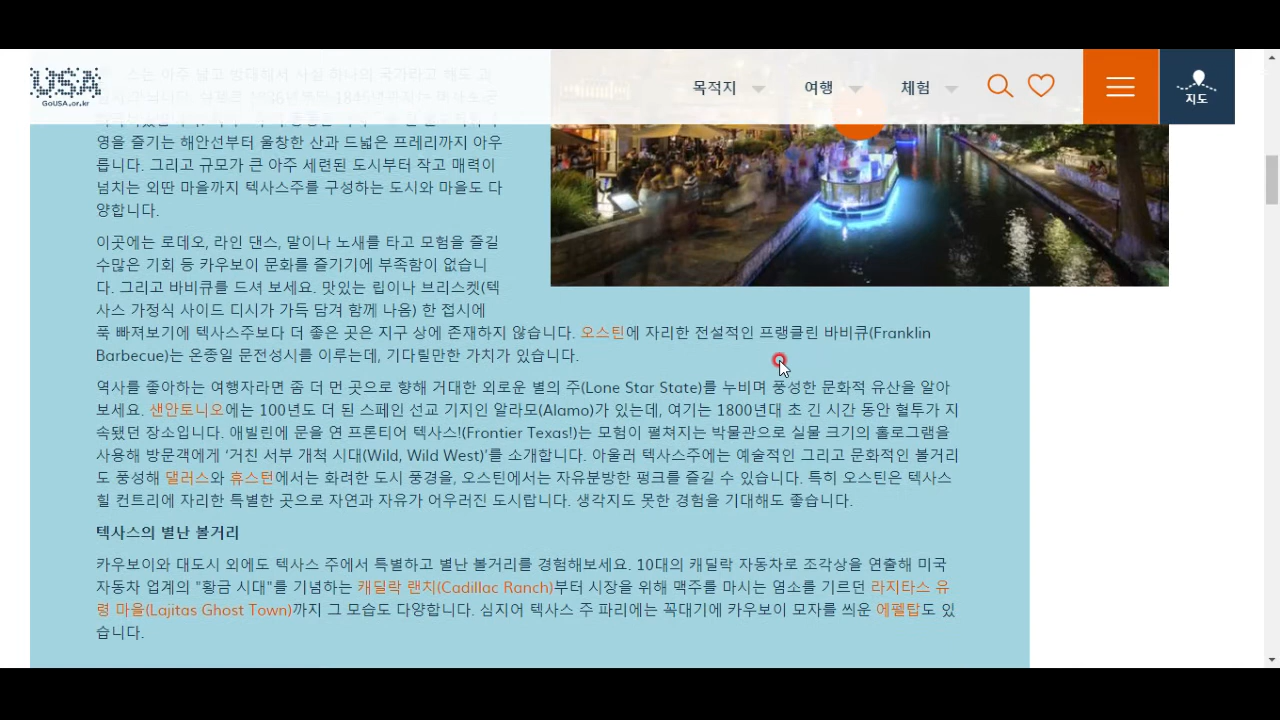 USA
GoUSA.or.kr
목적지
여행
체험
지도
영을 즐기는 해안선부터 울창한 산과 드넓은 프레리까지 아우
릅니다. 그리고 규모가 큰 아주 세련된 도시부터 작고 매력이
넘치는 외딴 마을까지 텍사스주를 구성하는 도시와 마을도 다
양합니다.
이곳에는 로데오, 라인 댄스, 말이나 노새를 타고 모험을 즐길
수많은 기회 등 카우보이 문화를 즐기기에 부족함이 없습니
다. 그리고 바비큐를 드셔 보세요. 맛있는 립이나 브리스켓(텍
사스 가정식 사이드 디시가 가득 담겨 함께 나옴) 한 접시에
푹 빠져보기에 텍사스주보다 더 좋은 곳은 지구 상에 존재하지 않습니다. 오스틴에 자리한 전설적인 프랭클린 바비큐(Franklin
Barbecue)는 온종일 문전성시를 이루는데, 기다릴만한 가치가 있습니다.
역사를 좋아하는 여행자라면 좀 더 먼 곳으로 향해 거대한 외로운 별의 주(Lone Star State)를 누비며 풍성한 문화적 유산을 알아
보세요. 샌안토니오에는 100년도 더 된 스페인 선교 기지인 알라모(Alamo)가 있는데, 여기는 1800년대 초 긴 시간 동안 혈투가 지
속됐던 장소입니다. 애빌린에 문을 연 프론티어 텍사스!(Frontier Texas!)는 모험이 펼쳐지는 박물관으로 실물 크기의 홀로그램을
사용해 방문객에게 ‘거친 서부 개척 시대(Wild, Wild West)’를 소개합니다. 아울러 텍사스주에는 예술적인 그리고 문화적인 볼거리
도 풍성해 댈러스와 휴스턴에서는 화려한 도시 풍경을, 오스틴에서는 자유분방한 펑크를 즐길 수 있습니다. 특히 오스틴은 텍사스
힐 컨트리에 자리한 특별한 곳으로 자연과 자유가 어우러진 도시랍니다. 생각지도 못한 경험을 기대해도 좋습니다.
텍사스의 별난 볼거리
카우보이와 대도시 외에도 텍사스 주에서 특별하고 별난 볼거리를 경험해보세요. 10대의 캐딜락 자동차로 조각상을 연출해 미국
자동차 업계의 "황금 시대"를 기념하는 캐딜락 랜치(Cadillac Ranch)부터 시장을 위해 맥주를 마시는 염소를 기르던 라지타스 유
령 마을(Lajitas Ghost Town)까지 그 모습도 다양합니다. 심지어 텍사스 주 파리에는 꼭대기에 카우보이 모자를 씌운 에펠탑도 있
습니다.